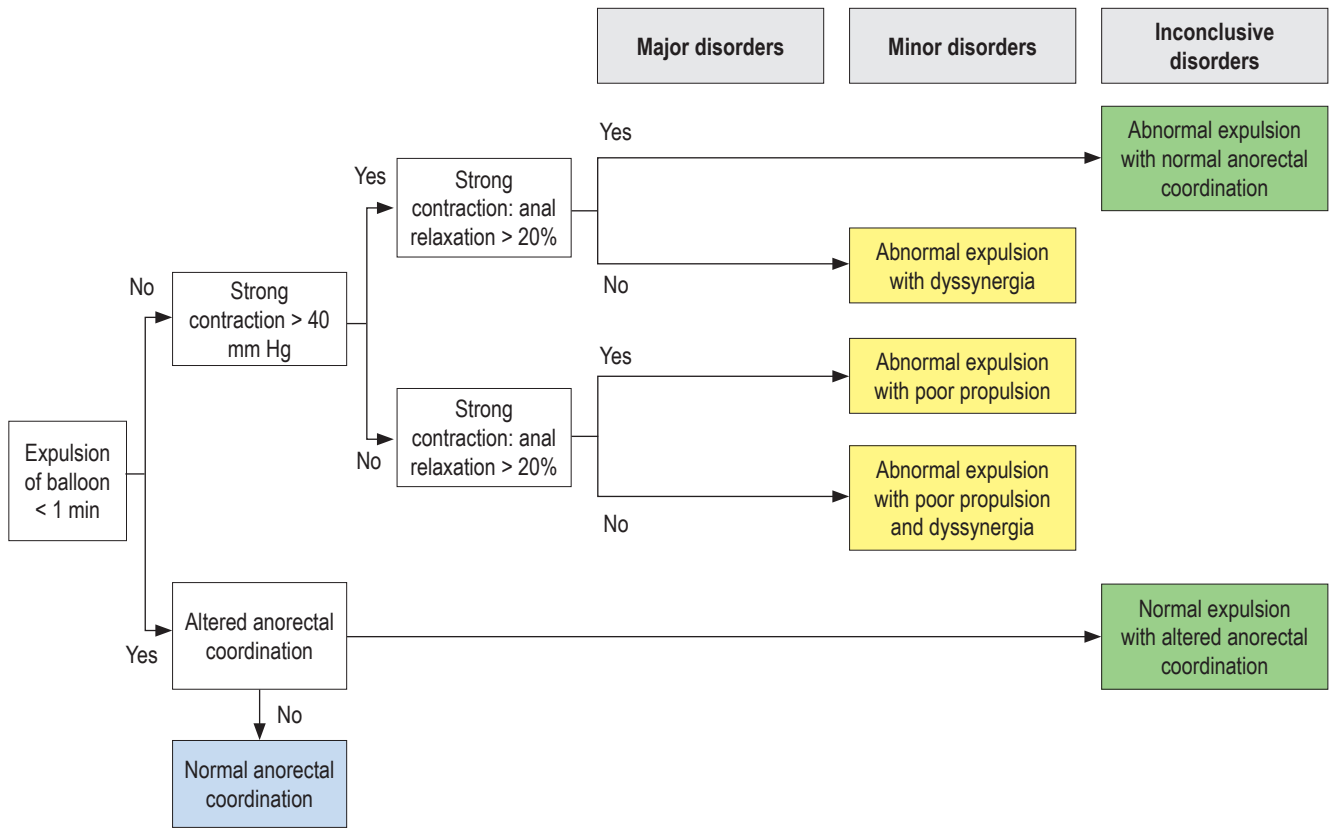 Major disorders
Minor disorders
Inconclusive
disorders
Yes
Abnormal expulsion
with normal anorectal
coordination
Yes
Strong
contraction: anal
relaxation > 20%
No
Abnormal expulsion
with dyssynergia
No
Strong
contraction > 40
mm Hg
Yes
Abnormal expulsion
with poor propulsion
No
Strong
contraction: anal
relaxation > 20%
No
Abnormal expulsion
with poor propulsion
and dyssynergia
Expulsion
of balloon
< 1 min
Yes
Altered anorectal
coordination
Normal expulsion
with altered anorectal
coordination
No
Normal anorectal
coordination